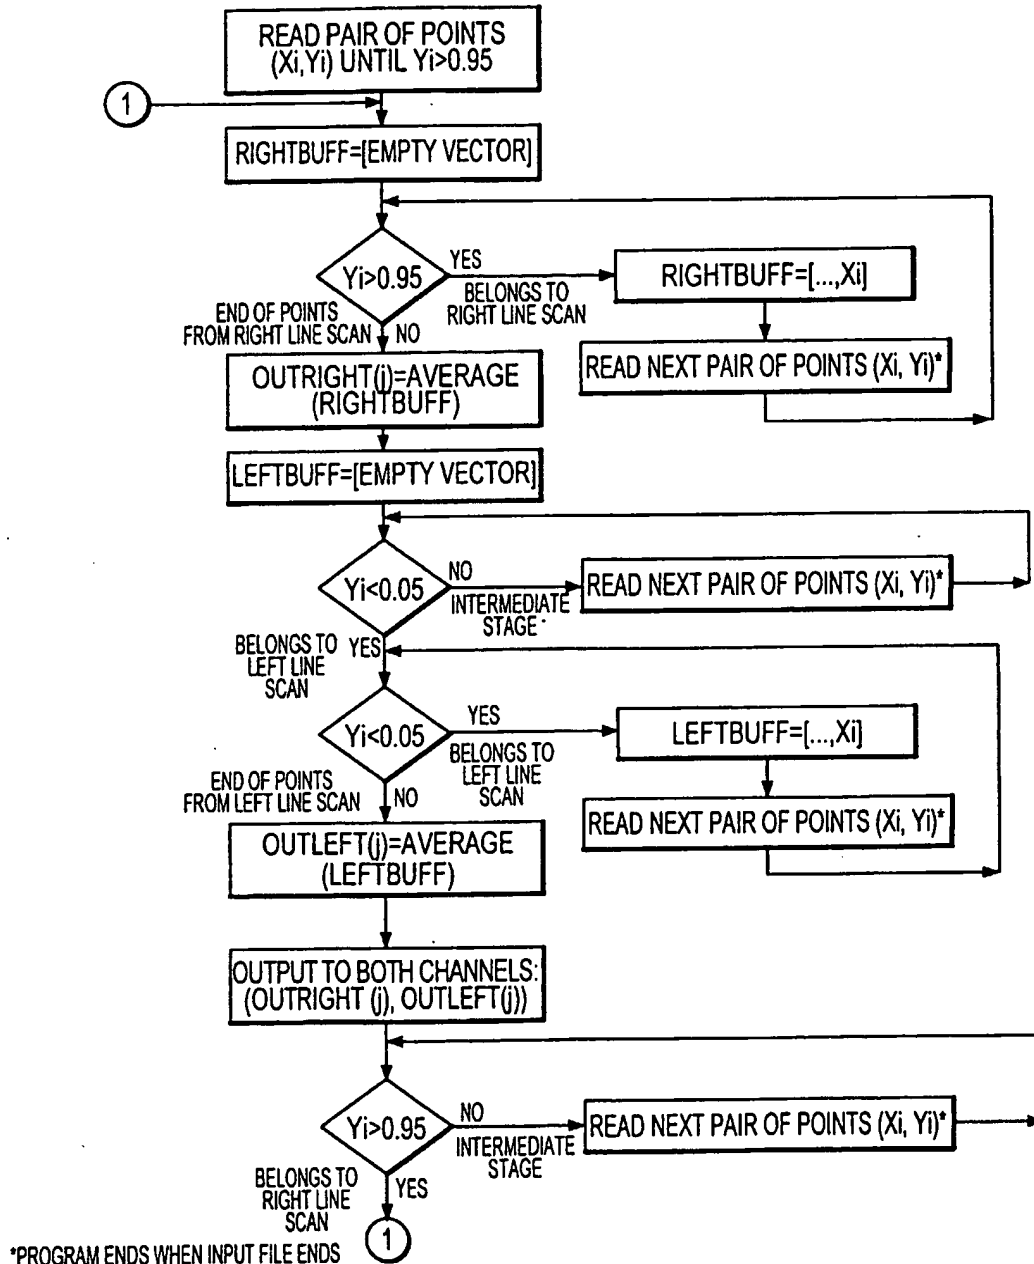 READ PAIR OF POINTS
(Xi,Yi) UNTIL Yi>0.95
1
RIGHTBUFF=[EMPTY VECTOR]
Yi>0.95
YES
BELONGS TO
RIGHT LINE SCAN
RIGHTBUFF=[...,Xi]
READ NEXT PAIR OF POINTS (Xi, Yi)*
END OF POINTS
FROM RIGHT LINE SCAN
NO
OUTRIGHT(j)=AVERAGE
(RIGHTBUFF)
LEFTBUFF=[EMPTY VECTOR]
Yi<0.05
NO
INTERMEDIATE
STAGE
READ NEXT PAIR OF POINTS (Xi, Yi)*
BELONGS TO
LEFT LINE
SCAN
YES
Yi<0.05
YES
BELONGS TO
LEFT LINE
SCAN
LEFTBUFF=[...,Xi]
READ NEXT PAIR OF POINTS (Xi, Yi)*
END OF POINTS
FROM LEFT LINE SCAN
NO
OUTLEFT(j)=AVERAGE
(LEFTBUFF)
OUTPUT TO BOTH CHANNELS:
(OUTRIGHT (j), OUTLEFT(j))
Yi>0.95
NO
INTERMEDIATE
STAGE
READ NEXT PAIR OF POINTS (Xi, Yi)*
BELONGS TO
RIGHT LINE
SCAN
YES
1
*PROGRAM ENDS WHEN INPUT FILE ENDS